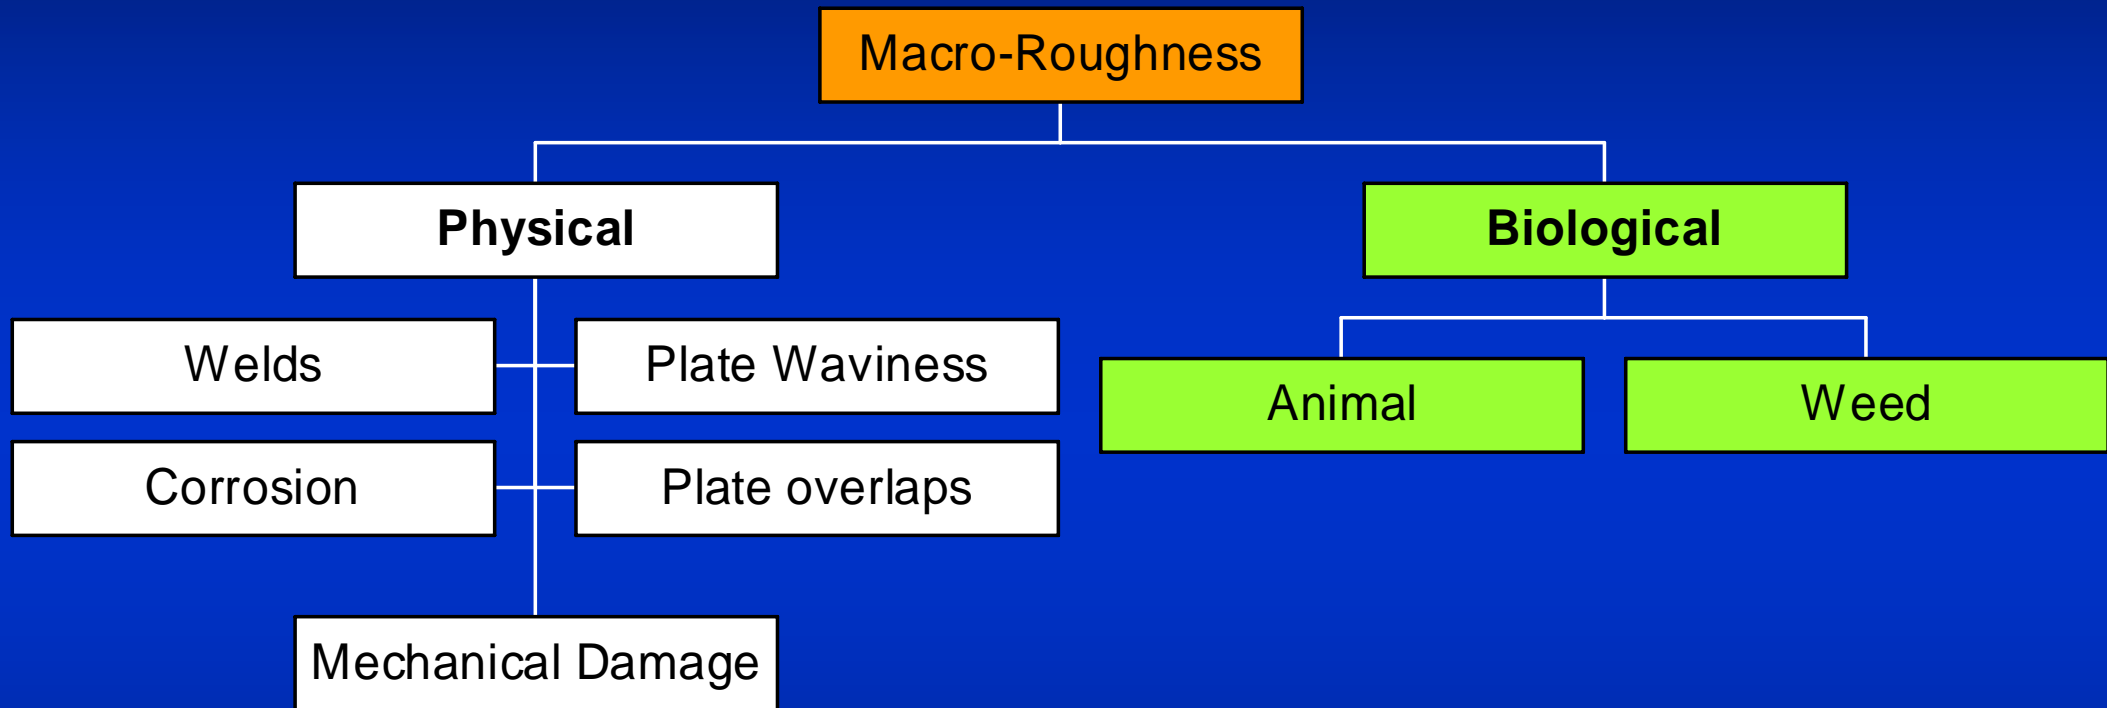 Macro-Roughness
Physical
Biological
Welds
Plate Waviness
Animal
Weed
Corrosion
Plate overlaps
Mechanical Damage